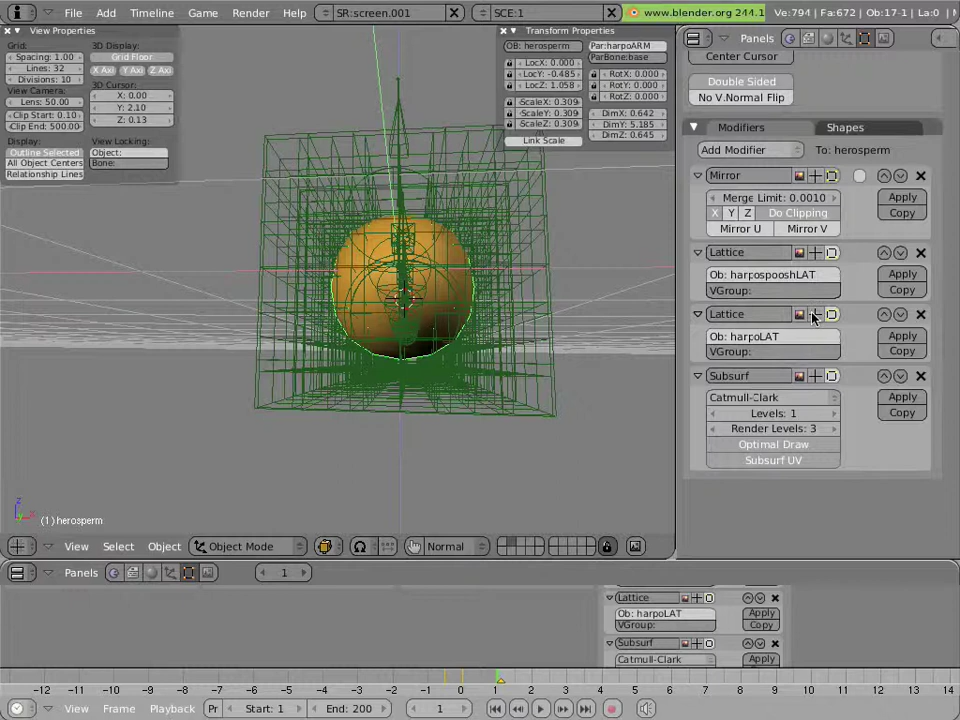 File Add Timeline Game Render Help SR:screen.001 SCE:1 www.blender.org 244.1 Ve:794 | Fa:672 | Ob:17-1 | La:0
View Properties
Grid:
Spacing: 1.00
Lines: 32
Divisions: 10
View Camera:
Lens: 50.00
Clip Start: 0.10
Clip End: 500.00
Display:
Outline Selected
All Object Centers
Relationship Lines
3D Display:
Grid Floor
X Axi Y Axi Z Axi
3D Cursor:
X: 0.00
Y: 2.10
Z: 0.13
View Locking:
Object:
Bone:
Transform Properties
OB: herosperm Par:harpoARM
ParBone:base
LocX: 0.000 RotX: 0.000
LocY: -0.485 RotY: 0.000
LocZ: 1.058 RotZ: 0.000
ScaleX: 0.309 DimX: 0.642
ScaleY: 0.309 DimY: 5.185
ScaleZ: 0.309 DimZ: 0.645
Link Scale
Panels
Center Cursor
Double Sided
No V.Normal Flip
Modifiers Shapes
Add Modifier To: herosperm
Mirror
Merge Limit: 0.0010 Apply
X Y Z Do Clipping Copy
Mirror U Mirror V
Lattice
Ob: harpospooshLAT Apply
VGroup: Copy
Lattice
Ob: harpoLAT Apply
VGroup: Copy
Subsurf
Catmull-Clark Apply
Levels: 1 Copy
Render Levels: 3
Optimal Draw
Subsurf UV
z
x
(1) herosperm
View Select Object Object Mode Normal
Panels 1
Lattice
Ob: harpoLAT Apply
VGroup: Copy
Subsurf
Catmull-Clark Apply
-12 -11 -10 -9 -8 -7 -6 -5 -4 -3 -2 -1 0 1 2 3 4 5 6 7 8 9 10 11 12 13 14
View Frame Playback Pr Start: 1 End: 200 1